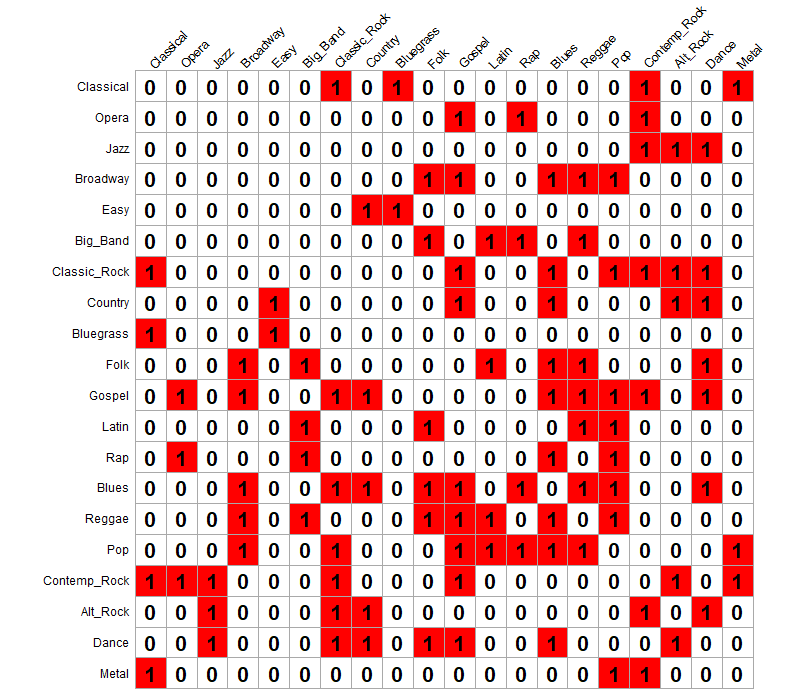 Classical Opera Jazz Broadway Easy Big_Band Classic_Rock Country Bluegrass Folk Gospel Latin Rap Blues Reggae Pop Contemp_Rock Alt_Rock Dance Metal
Classical 0 0 0 0 0 0 1 0 1 0 0 0 0 0 0 0 1 0 0 1
Opera 0 0 0 0 0 0 0 0 0 0 1 0 1 0 0 0 1 0 0 0
Jazz 0 0 0 0 0 0 0 0 0 0 0 0 0 0 0 0 1 1 1 0
Broadway 0 0 0 0 0 0 0 0 0 1 1 0 0 1 1 1 0 0 0 0
Easy 0 0 0 0 0 0 0 1 1 0 0 0 0 0 0 0 0 0 0 0
Big_Band 0 0 0 0 0 0 0 0 0 1 0 1 1 0 1 0 0 0 0 0
Classic_Rock 1 0 0 0 0 0 0 0 0 0 1 0 0 1 0 1 1 1 1 0
Country 0 0 0 0 1 0 0 0 0 0 1 0 0 1 0 0 0 1 1 0
Bluegrass 1 0 0 0 1 0 0 0 0 0 0 0 0 0 0 0 0 0 0 0
Folk 0 0 0 1 0 1 0 0 0 0 0 1 0 1 1 0 0 0 1 0
Gospel 0 1 0 1 0 0 1 1 0 0 0 0 0 1 1 1 1 0 1 0
Latin 0 0 0 0 0 1 0 0 0 1 0 0 0 0 1 1 0 0 0 0
Rap 0 1 0 0 0 1 0 0 0 0 0 0 0 1 0 1 0 0 0 0
Blues 0 0 0 1 0 0 1 1 0 1 1 0 1 0 1 1 0 0 1 0
Reggae 0 0 0 1 0 1 0 0 0 1 1 1 0 1 0 1 0 0 0 0
Pop 0 0 0 1 0 0 1 0 0 0 1 1 1 1 1 0 0 0 0 1
Contemp_Rock 1 1 1 0 0 0 1 0 0 0 1 0 0 0 0 0 0 1 0 1
Alt_Rock 0 0 1 0 0 0 1 1 0 0 0 0 0 0 0 0 1 0 1 0
Dance 0 0 1 0 0 0 1 1 0 1 1 0 0 1 0 0 0 1 0 0
Metal 1 0 0 0 0 0 0 0 0 0 0 0 0 0 0 1 1 0 0 0